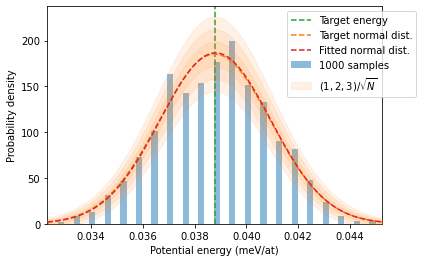 Target energy
Target normal dist.
Fitted normal dist.
1000 samples
(1, 2, 3)/√N
Probability density
200
150
100
50
0
0.034 0.036 0.038 0.040 0.042 0.044
Potential energy (meV/at)